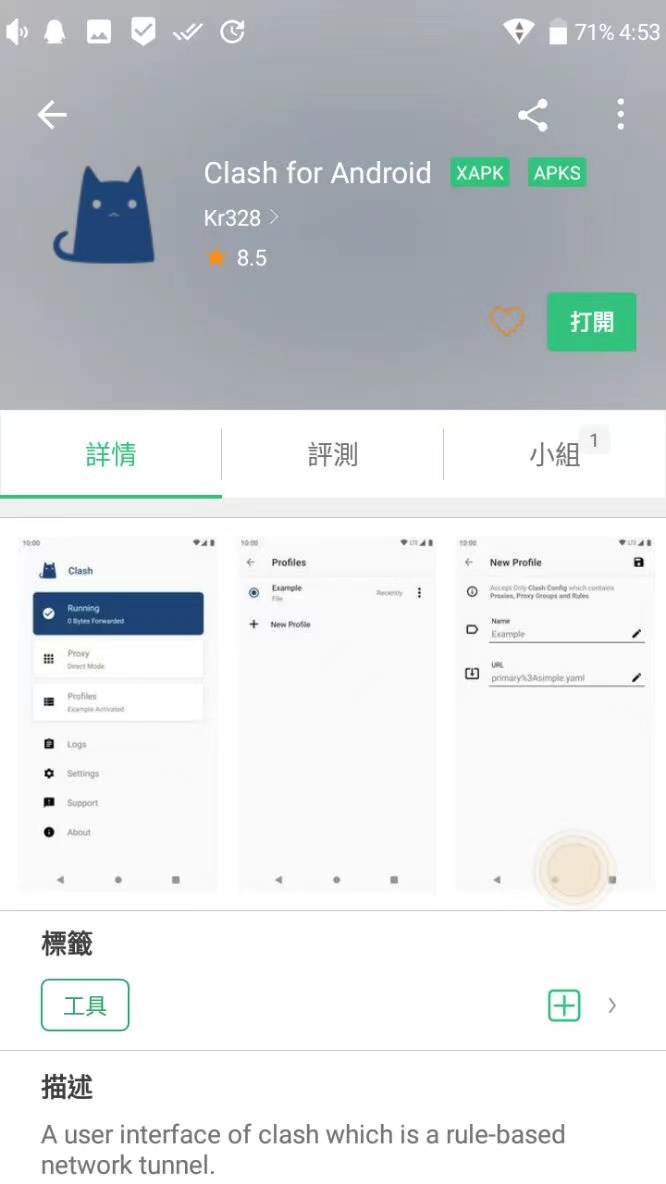 71% 4:53
Clash for Android XAPK APKS
Kr328
8.5
打開
詳情
評測
小組 1
10:00
Clash
Running
0 Bytes Forwarded
Proxy
Direct Mode
Profiles
Example Activated
Logs
Settings
Support
About
10:00 LTE
Profiles
Example
File
Recently
New Profile
10:00 LTE
New Profile
Accept Only Clash Config which contains
Proxies, Proxy Groups and Rules
Name
Example
URL
primary%3Asimple.yaml
標籤
工具
描述
A user interface of clash which is a rule-based
network tunnel.